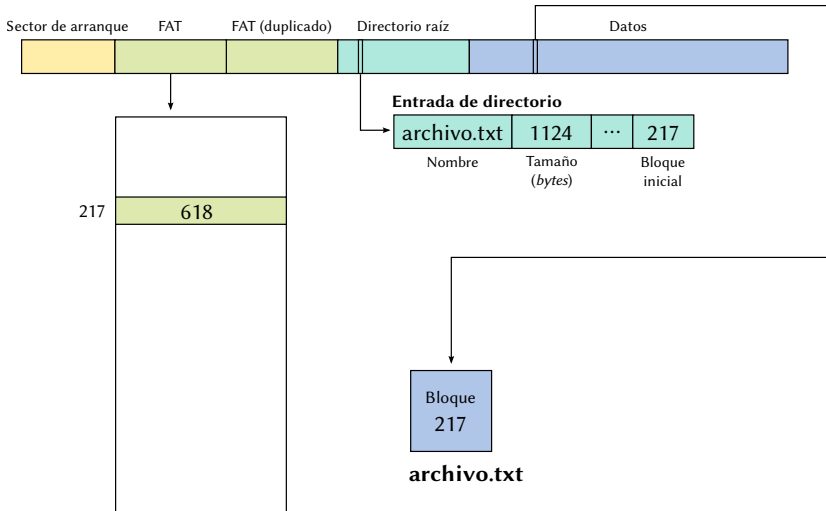 Sector de arranque FAT FAT (duplicado) Directorio raíz Datos
Entrada de directorio
archivo.txt 1124 ... 217
Nombre Tamaño (bytes) Bloque inicial
217 618
Bloque
217
archivo.txt